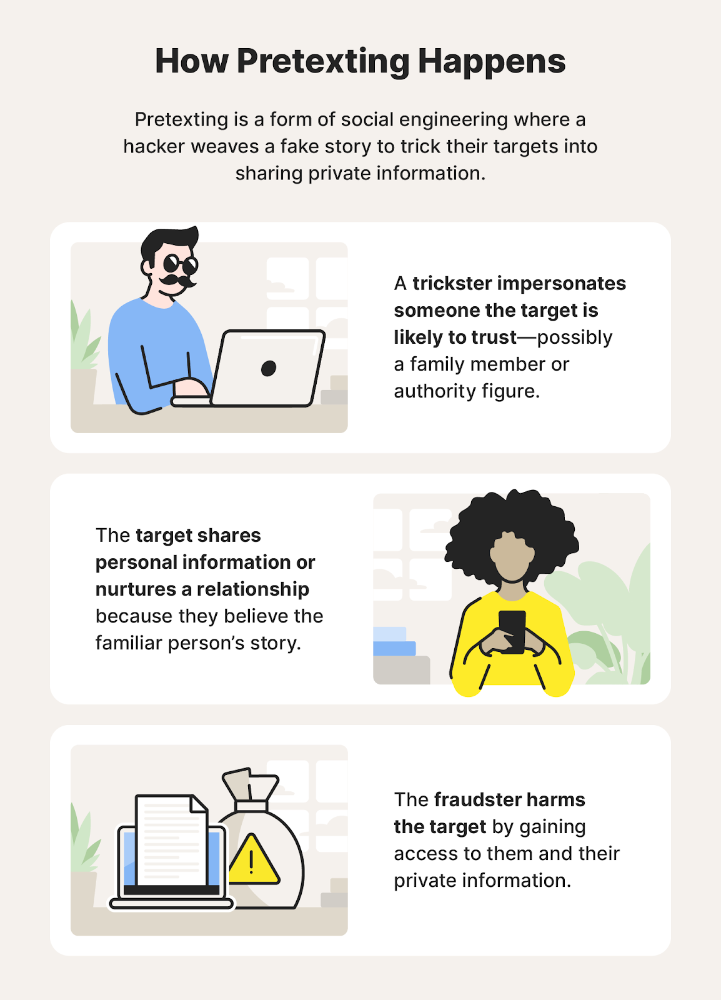 How Pretexting Happens
Pretexting is a form of social engineering where a
hacker weaves a fake story to trick their targets into
sharing private information.
A trickster impersonates
someone the target is
likely to trust—possibly
a family member or
authority figure.
The target shares
personal information or
nurtures a relationship
because they believe the
familiar person’s story.
The fraudster harms
the target by gaining
access to them and their
private information.